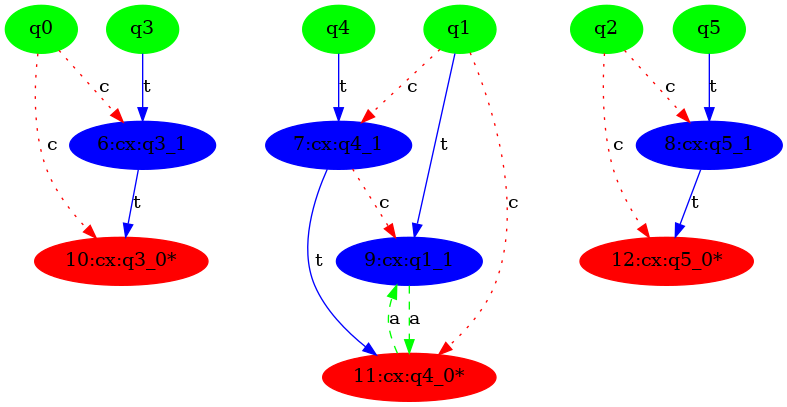 q0
q3
q4
q1
q2
q5
c
t
t
c
c
t
6:cx:q3_1
7:cx:q4_1
8:cx:q5_1
c
t
c
t
c
c
t
10:cx:q3_0*
t
9:cx:q1_1
12:cx:q5_0*
a
a
11:cx:q4_0*